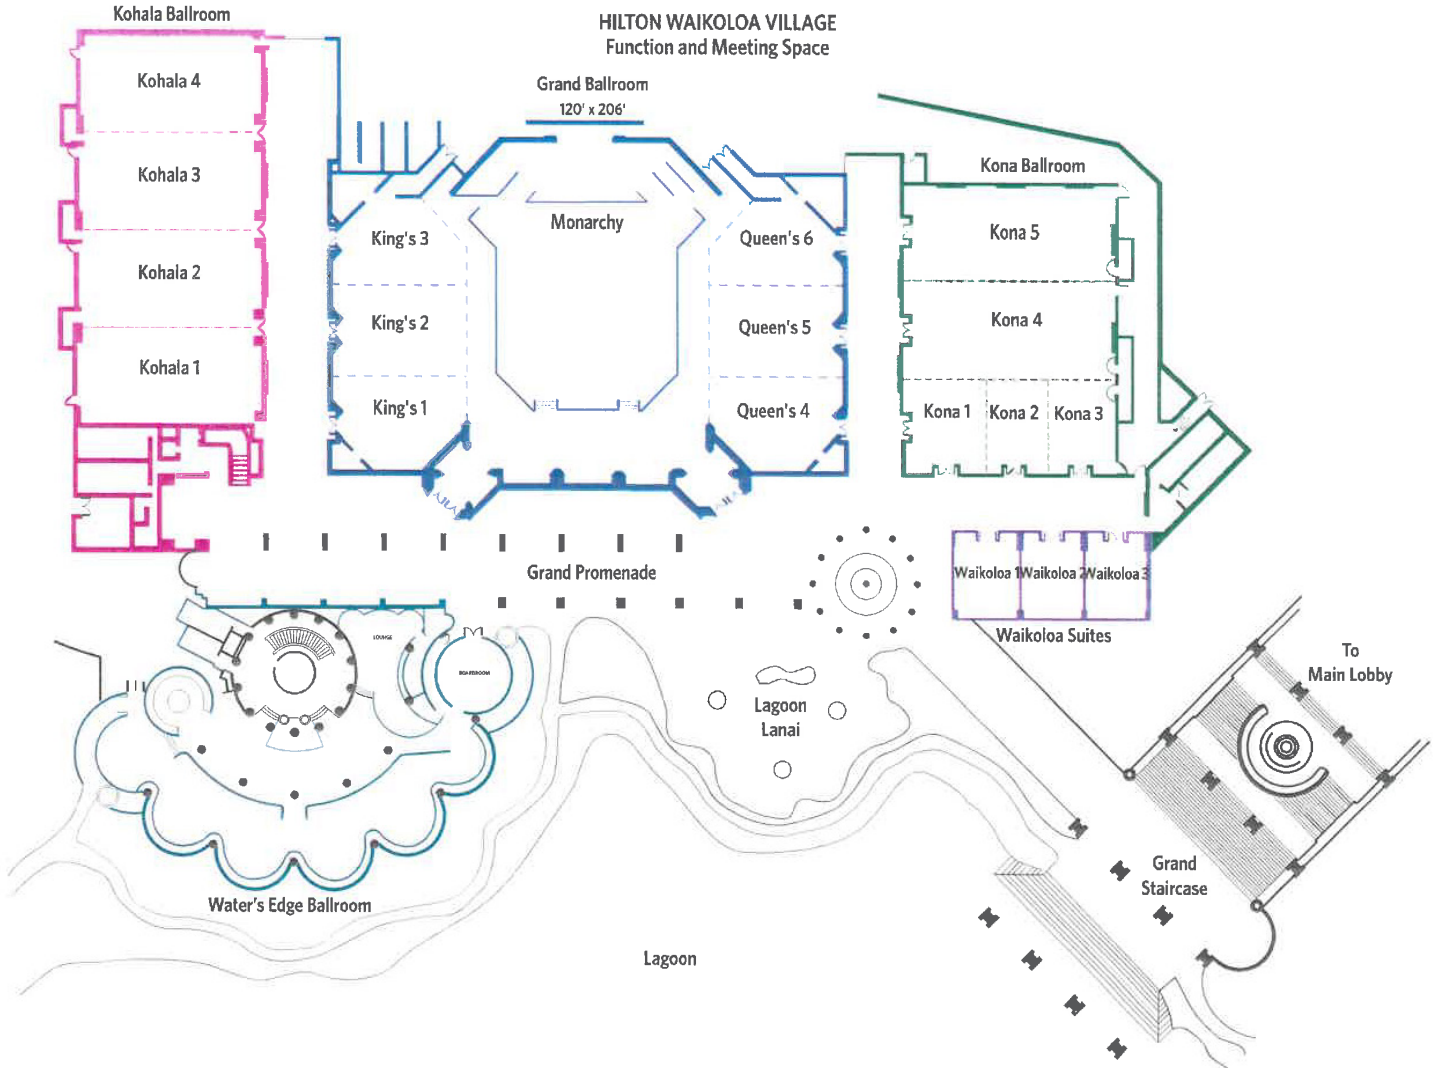 Kohala Ballroom
HILTON WAIKOLOA VILLAGE
Function and Meeting Space
Kohala 4
Grand Ballroom
120' x 206'
Kohala 3
Kona Ballroom
Monarchy
King's 3
Queen's 6
Kona 5
Kohala 2
King's 2
Queen's 5
Kona 4
Kohala 1
King's 1
Queen's 4
Kona 1
Kona 2
Kona 3
Grand Promenade
Waikoloa 1
Waikoloa 2
Waikoloa 3
Waikoloa Suites
LOUNGE
BOARDROOM
To
Main Lobby
Lagoon
Lanai
Grand
Staircase
Water's Edge Ballroom
Lagoon